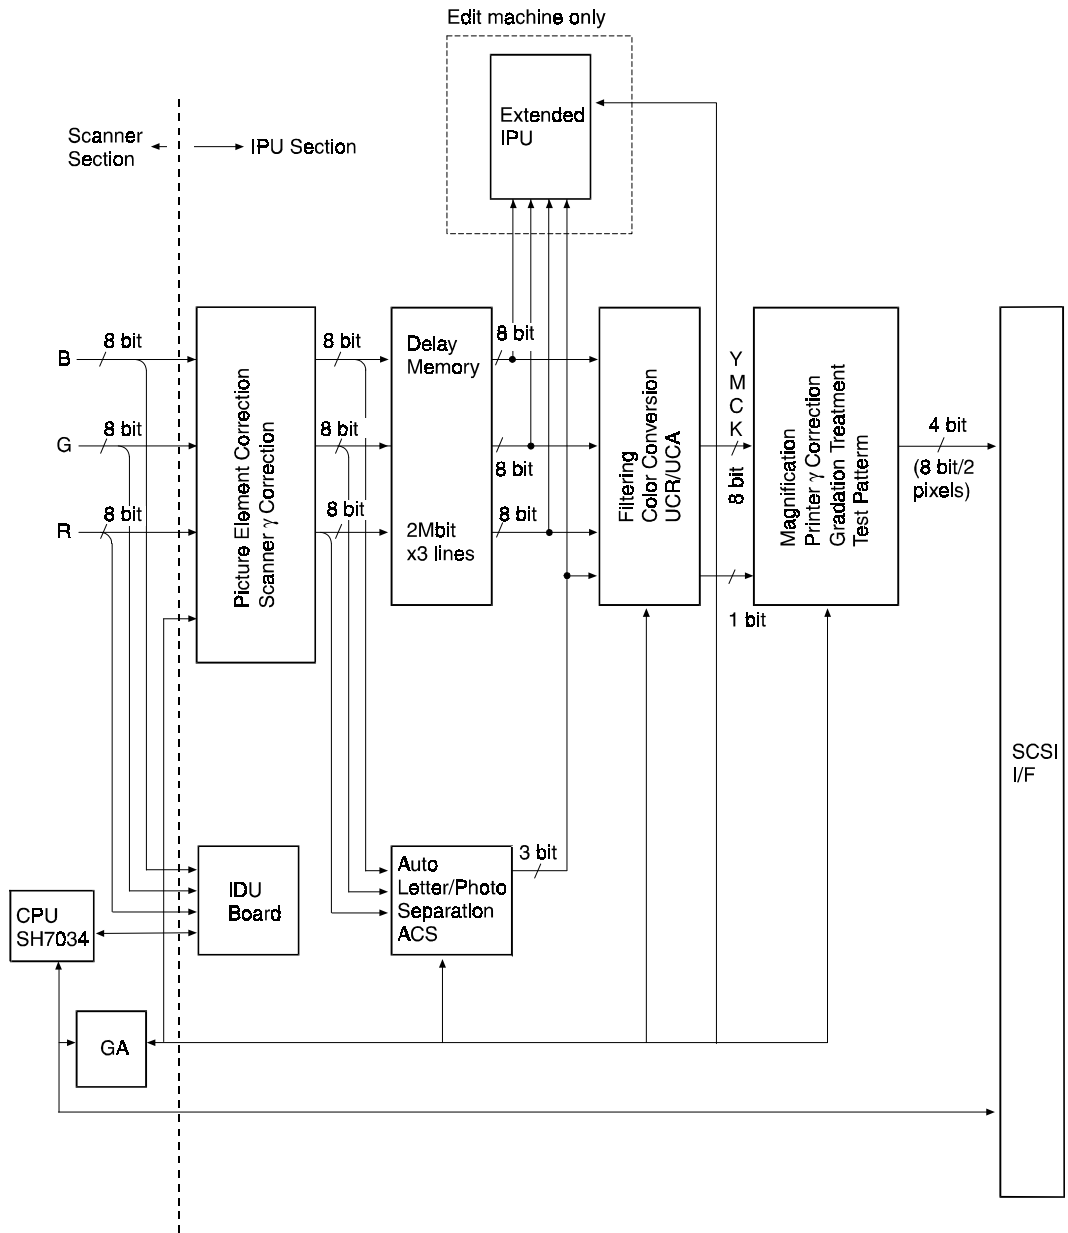 Edit machine only
Extended
IPU
Scanner
Section
IPU Section
B
8 bit
8 bit
Delay
Memory
8 bit
G
8 bit
8 bit
8 bit
R
8 bit
8 bit
2Mbit
x3 lines
8 bit
Picture Element Correction
Scanner γ Correction
Filtering
Color Conversion
UCR/UCA
Y
M
C
K
8 bit
1 bit
Magnification
Printer γ Correction
Gradation Treatment
Test Patterm
4 bit
(8 bit/2
pixels)
SCSI
I/F
3 bit
Auto
Letter/Photo
Separation
ACS
IDU
Board
CPU
SH7034
GA